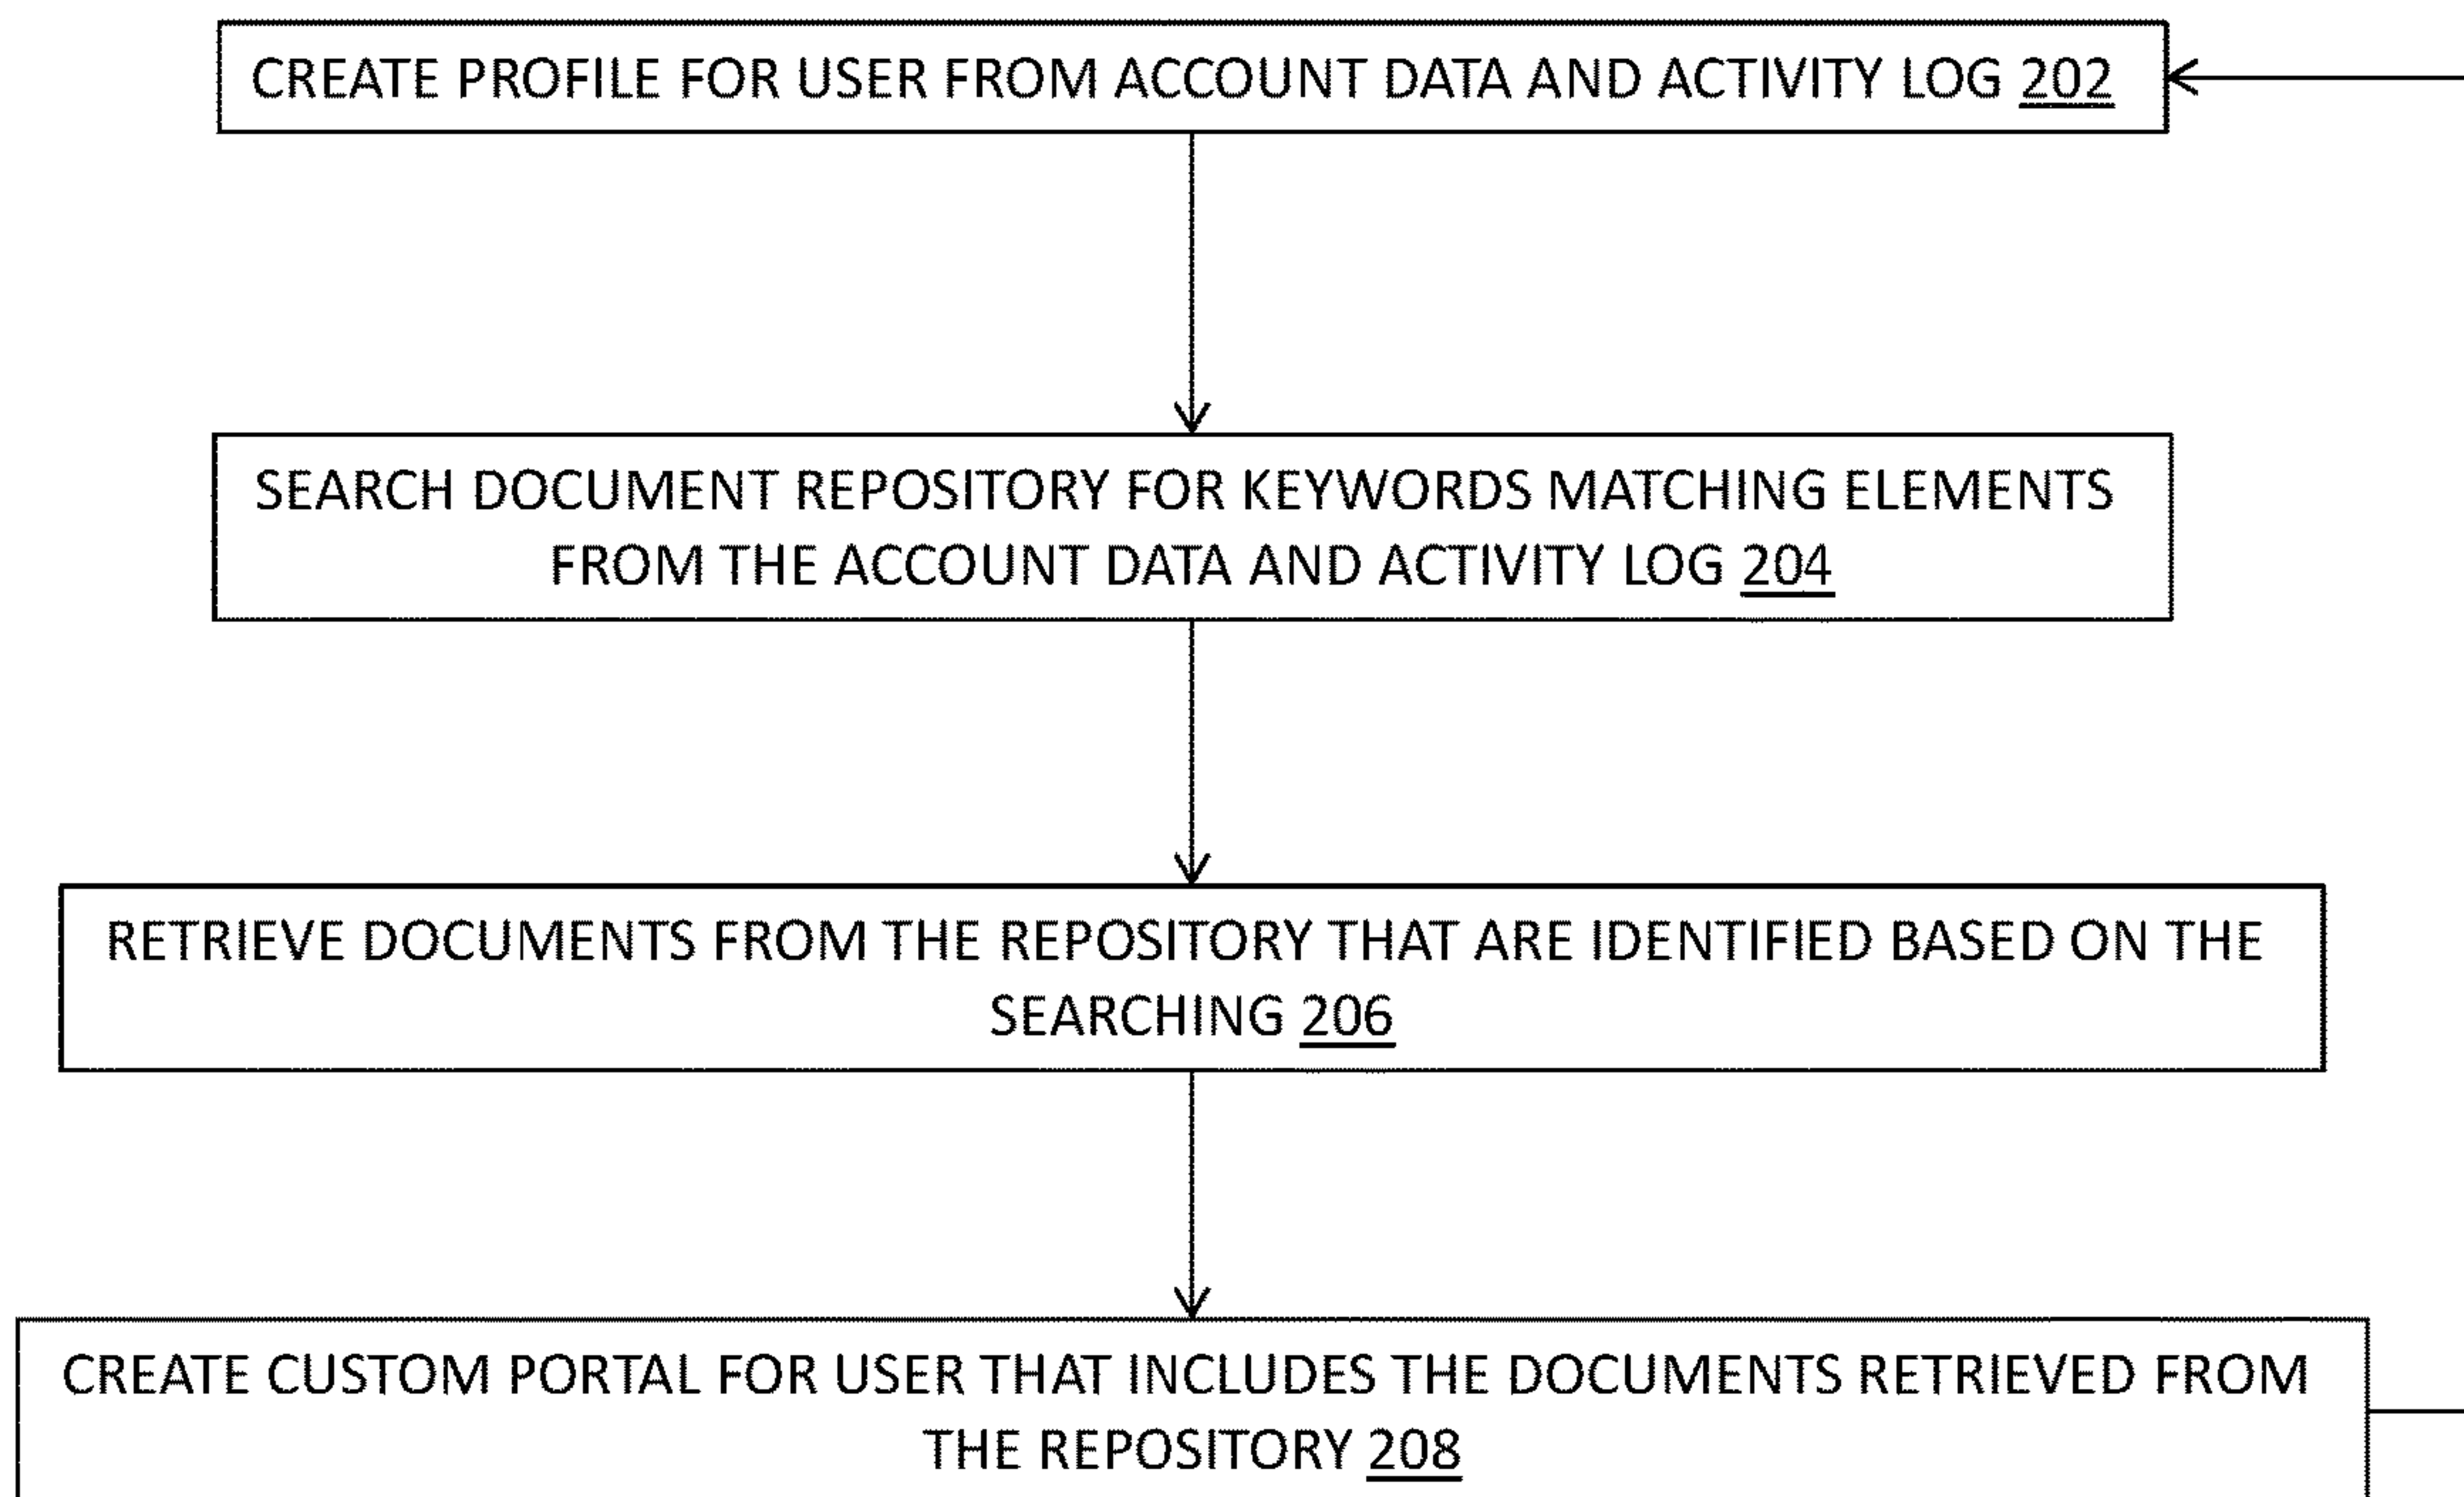 CREATE PROFILE FOR USER FROM ACCOUNT DATA AND ACTIVITY LOG 202
SEARCH DOCUMENT REPOSITORY FOR KEYWORDS MATCHING ELEMENTS
FROM THE ACCOUNT DATA AND ACTIVITY LOG 204
RETRIEVE DOCUMENTS FROM THE REPOSITORY THAT ARE IDENTIFIED BASED ON THE
SEARCHING 206
CREATE CUSTOM PORTAL FOR USER THAT INCLUDES THE DOCUMENTS RETRIEVED FROM
THE REPOSITORY 208